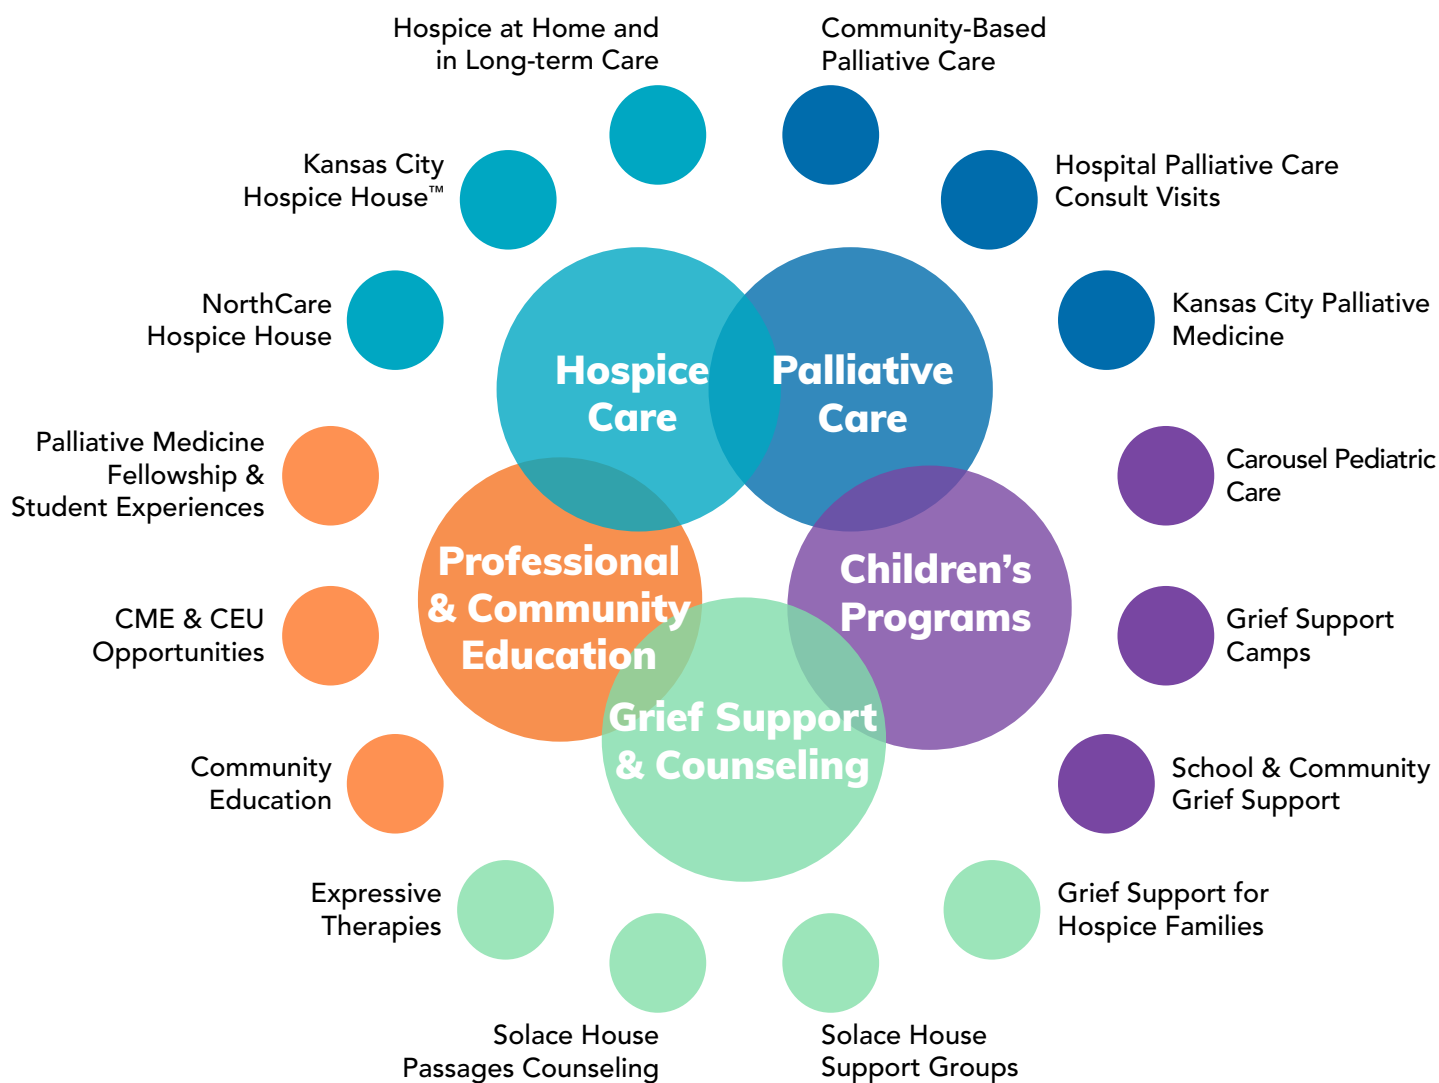 Hospice at Home and
in Long-term Care
Community-Based
Palliative Care
Kansas City
Hospice House™
Hospital Palliative Care
Consult Visits
NorthCare
Hospice House
Kansas City Palliative
Medicine
Hospice
Care
Palliative
Care
Palliative Medicine
Fellowship &
Student Experiences
Carousel Pediatric
Care
Professional
& Community
Education
Children’s
Programs
CME & CEU
Opportunities
Grief Support
Camps
Grief Support
& Counseling
Community
Education
School & Community
Grief Support
Expressive
Therapies
Grief Support for
Hospice Families
Solace House
Passages Counseling
Solace House
Support Groups